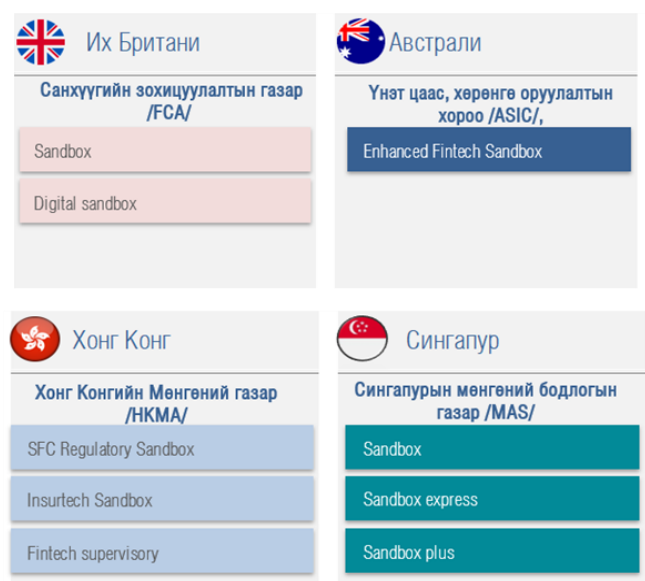 Их Британи
Санхүүгийн зохицуулалтын газар
/FCA/
Sandbox
Digital sandbox
Австрали
Үнэт цаас, хөрөнгө оруулалтын
хороо /ASIC/,
Enhanced Fintech Sandbox
Хонг Конг
Хонг Конгийн Мөнгөний газар
/HKMA/
SFC Regulatory Sandbox
Insurtech Sandbox
Fintech supervisory
Сингапур
Сингапурын мөнгөний бодлогын
газар /MAS/
Sandbox
Sandbox express
Sandbox plus